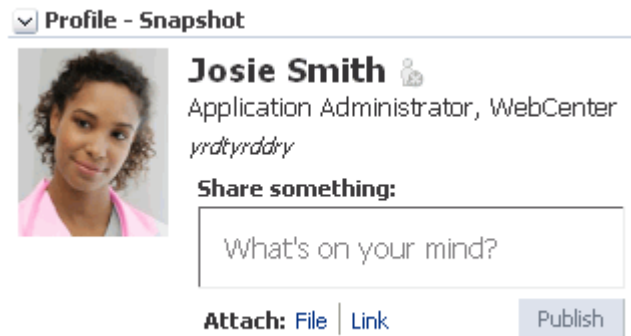 Profile - Snapshot
Josie Smith
Application Administrator, WebCenter
yrdtyrddry
Share something:
What's on your mind?
Attach: File | Link Publish